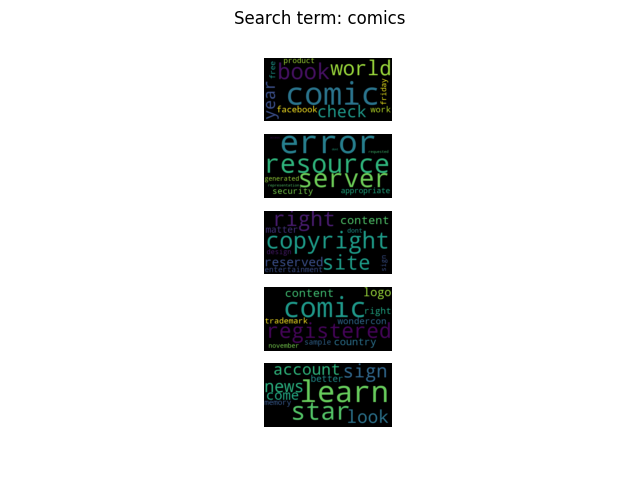 Search term: comics
product
free book world
comic
year friday
facebook check work
error
requested
resource
generated server
representation
security appropriate
right content
matter dont
copyright
design
reserved site sign
entertainment
content logo
comic right
trademark wondercon
registered
november sample country
account sign
news better
come learn
memory star look